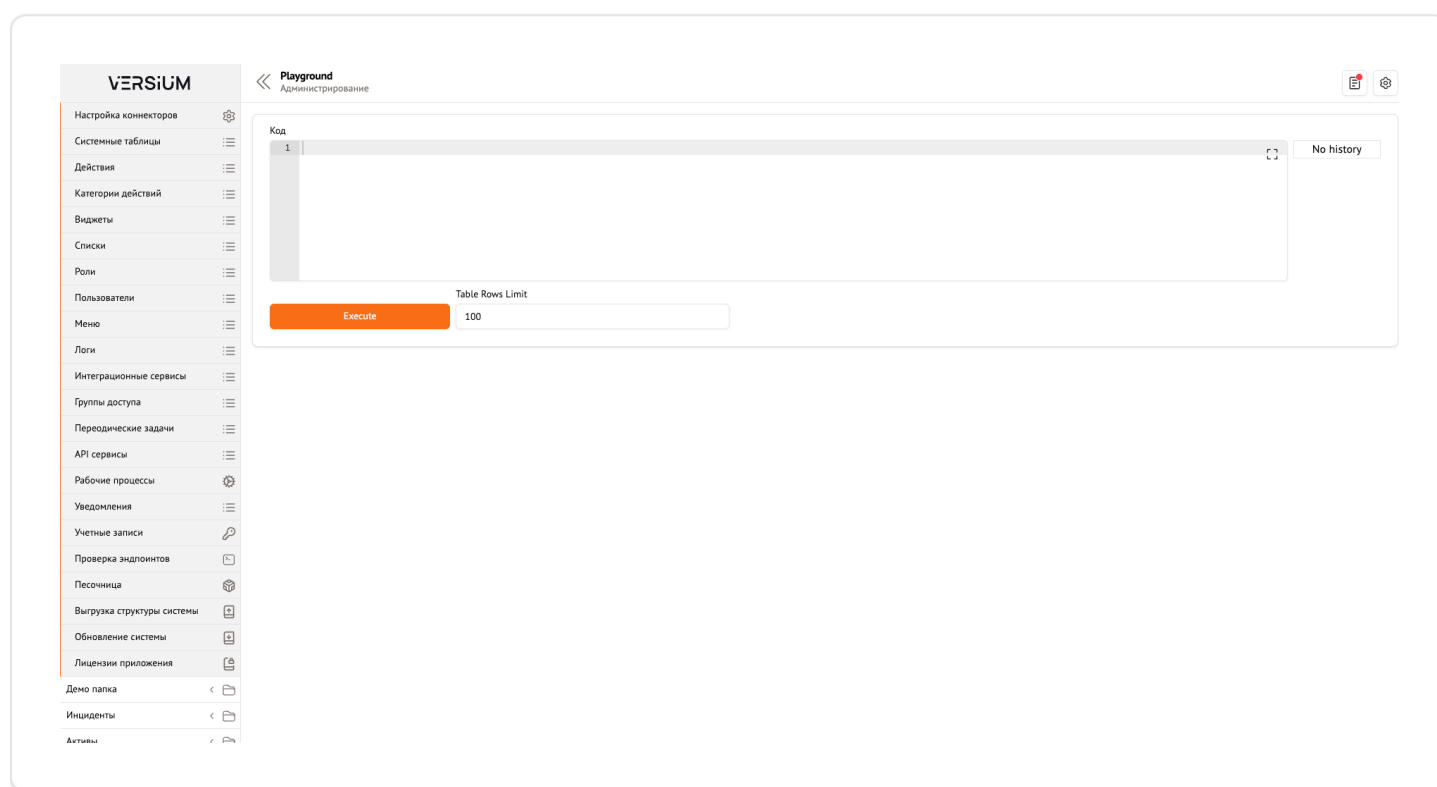 VERSIUM
Playground
Администрирование
Настройка коннекторов
Системные таблицы
Действия
Категории действий
Виджеты
Списки
Роли
Пользователи
Меню
Логи
Интеграционные сервисы
Группы доступа
Переодические задачи
API сервисы
Рабочие процессы
Уведомления
Учетные записи
Проверка эндпоинтов
Песочница
Выгрузка структуры системы
Обновление системы
Лицензии приложения
Демо папка
Инциденты
Активы
Код
1
No history
Table Rows Limit
Execute
100